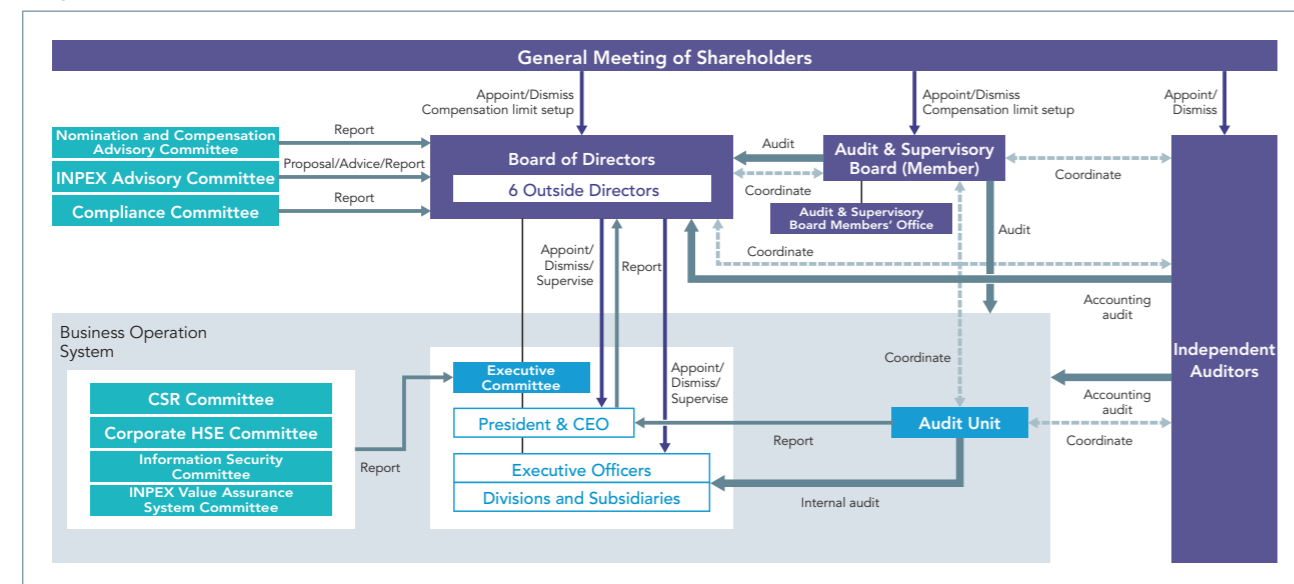 General Meeting of Shareholders
Appoint/Dismiss
Compensation limit setup
Appoint/Dismiss
Compensation limit setup
Appoint/
Dismiss
Nomination and Compensation
Advisory Committee
Report
INPEX Advisory Committee
Proposal/Advice/Report
Compliance Committee
Report
Board of Directors
6 Outside Directors
Audit
Coordinate
Audit & Supervisory
Board (Member)
Audit & Supervisory
Board Members' Office
Coordinate
Audit
Coordinate
Appoint/
Dismiss/
Supervise
Report
Accounting
audit
Independent
Auditors
Business Operation
System
CSR Committee
Corporate HSE Committee
Information Security
Committee
INPEX Value Assurance
System Committee
Report
Executive
Committee
Appoint/
Dismiss/
Supervise
President & CEO
Executive Officers
Divisions and Subsidiaries
Coordinate
Report
Audit Unit
Internal audit
Accounting
audit
Coordinate